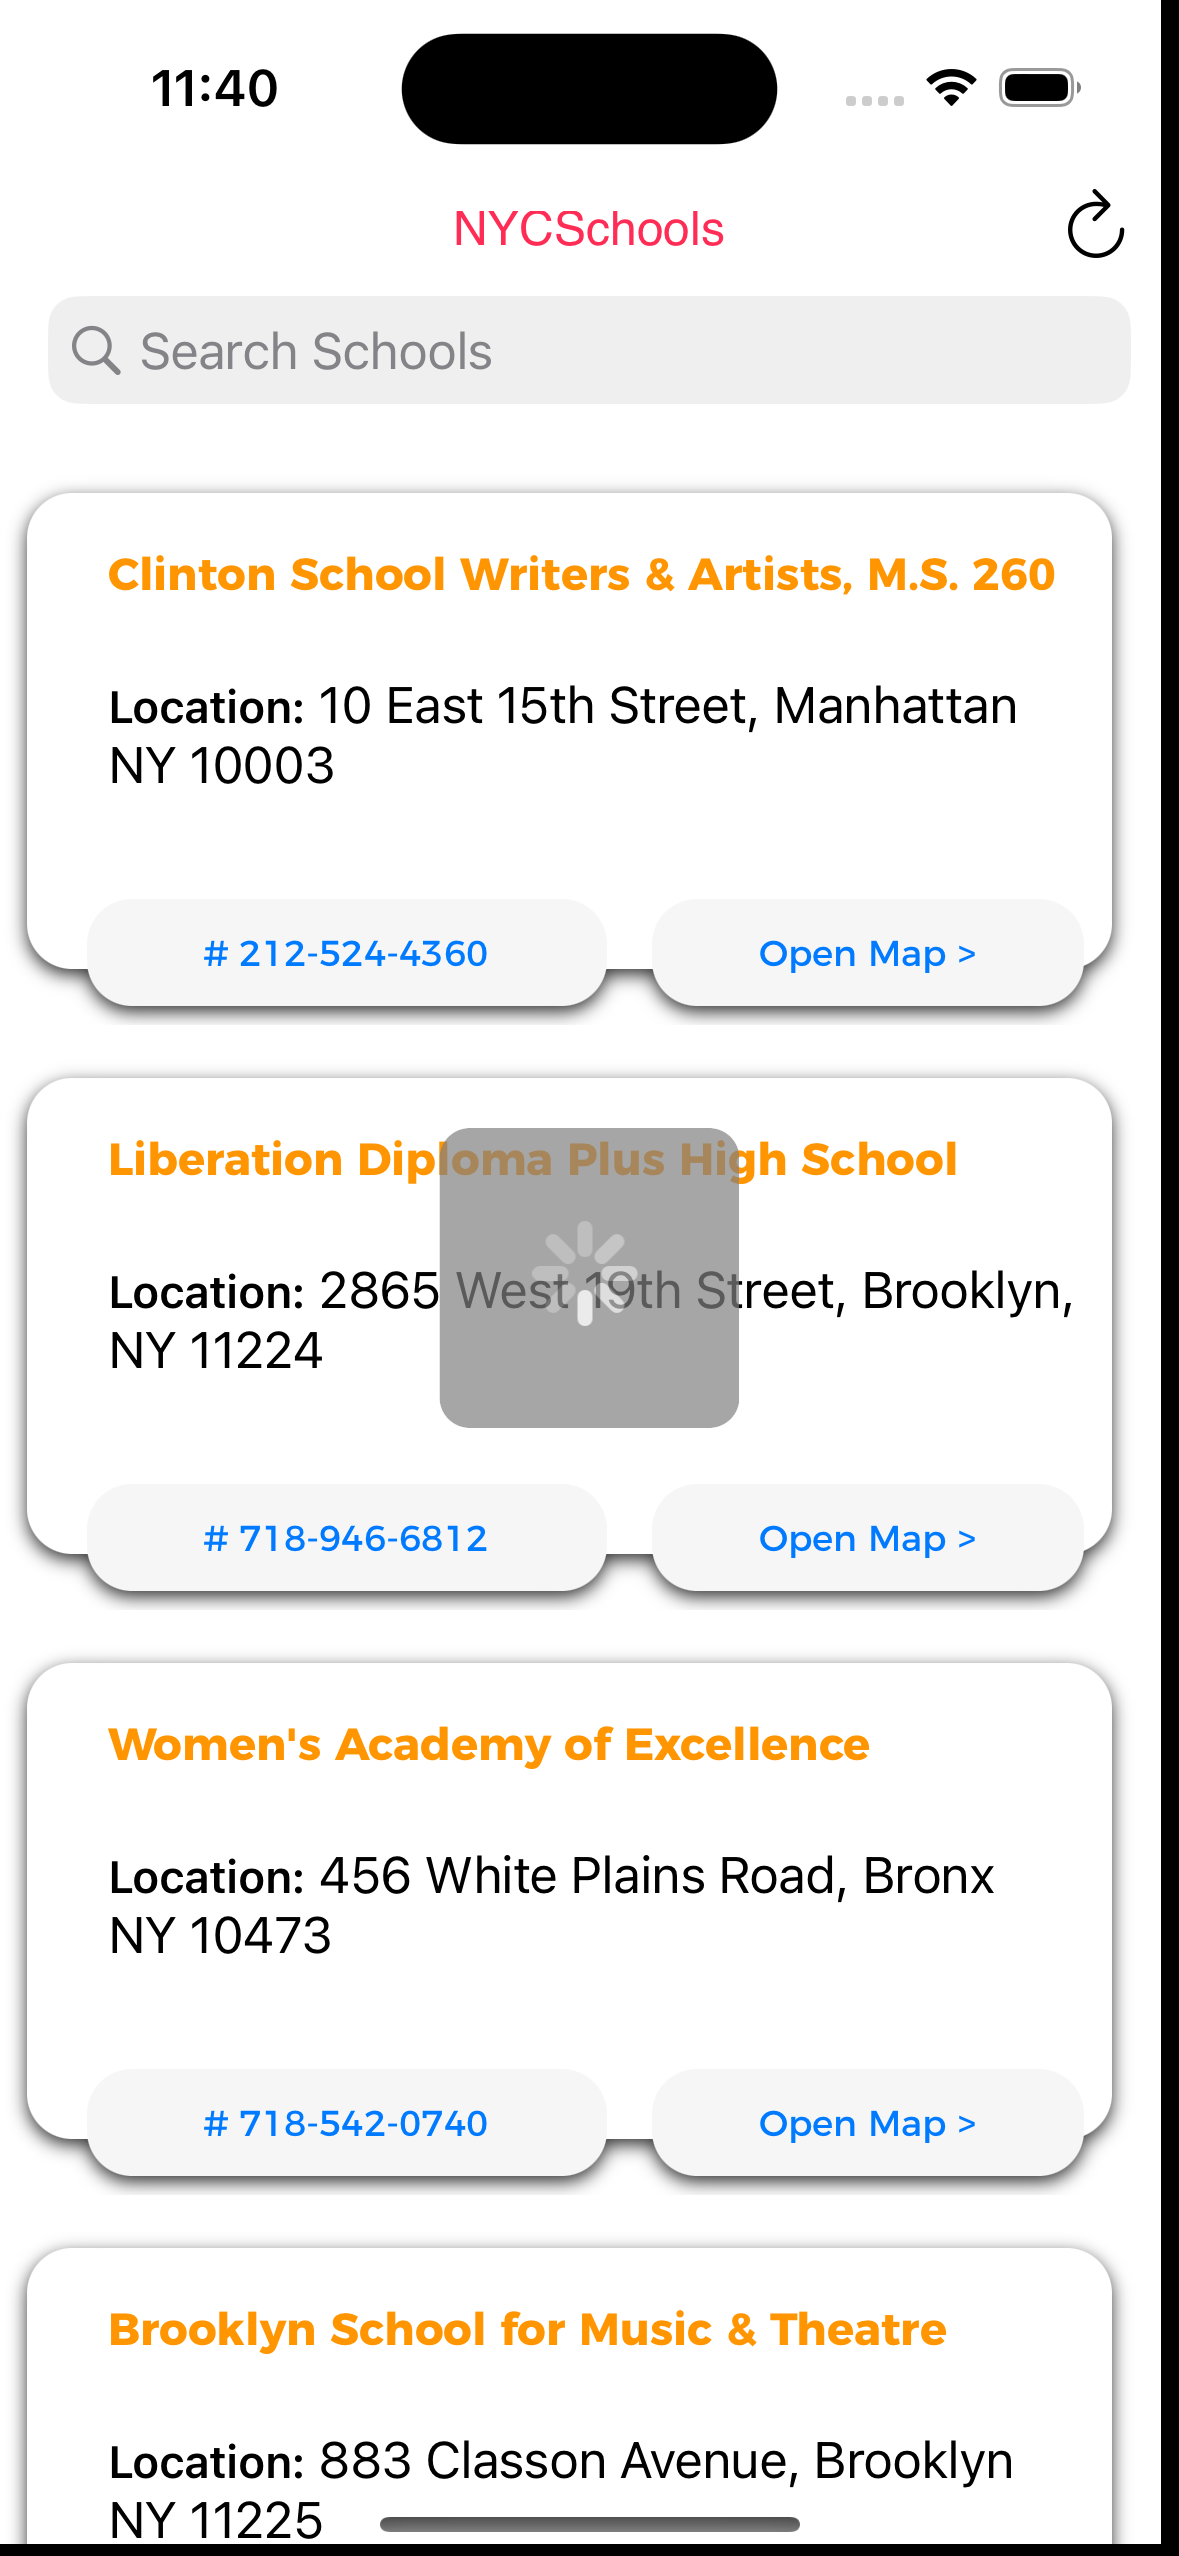 11:40
NYCSchools
Search Schools
Clinton School Writers & Artists, M.S. 260
Location: 10 East 15th Street, Manhattan
NY 10003
# 212-524-4360
Open Map >
Liberation Diploma Plus High School
Location: 2865 West 19th Street, Brooklyn,
NY 11224
# 718-946-6812
Open Map >
Women's Academy of Excellence
Location: 456 White Plains Road, Bronx
NY 10473
# 718-542-0740
Open Map >
Brooklyn School for Music & Theatre
Location: 883 Classon Avenue, Brooklyn
NY 11225